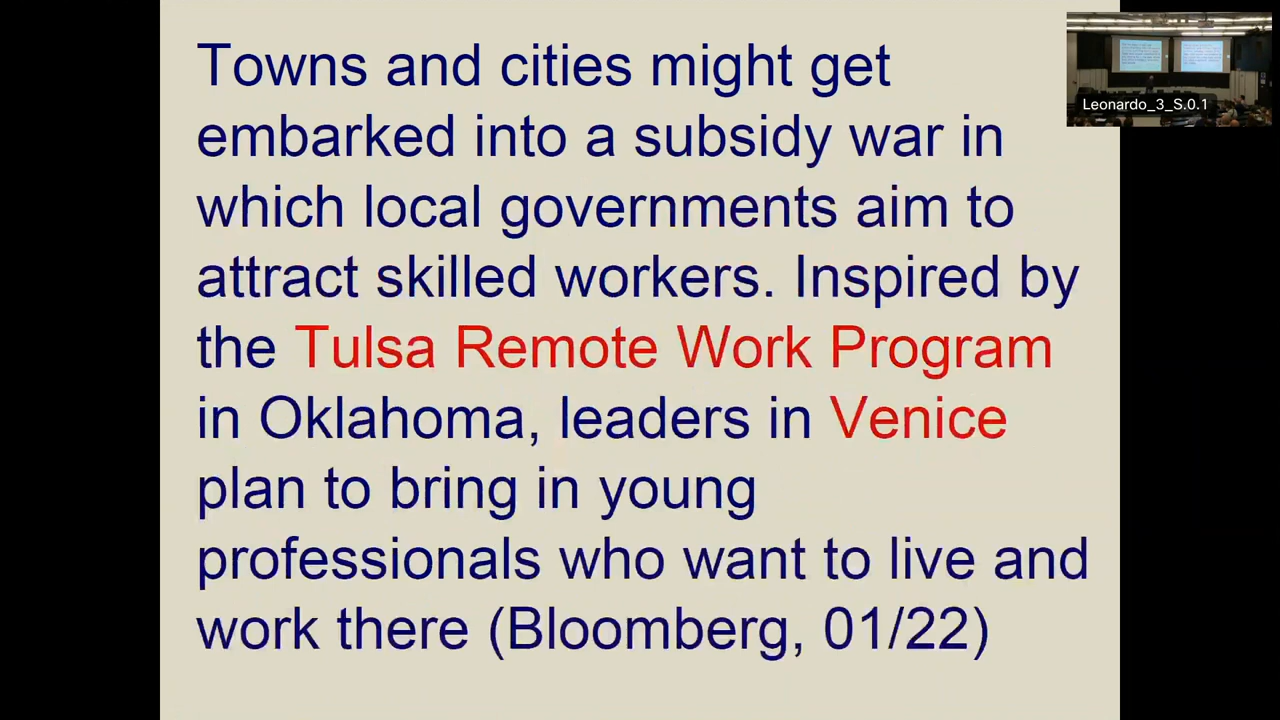 Towns and cities might get
embarked into a subsidy war in
which local governments aim to
attract skilled workers. Inspired by
the Tulsa Remote Work Program
in Oklahoma, leaders in Venice
plan to bring in young
professionals who want to live and
work there (Bloomberg, 01/22)
Leonardo_3_S.0.1